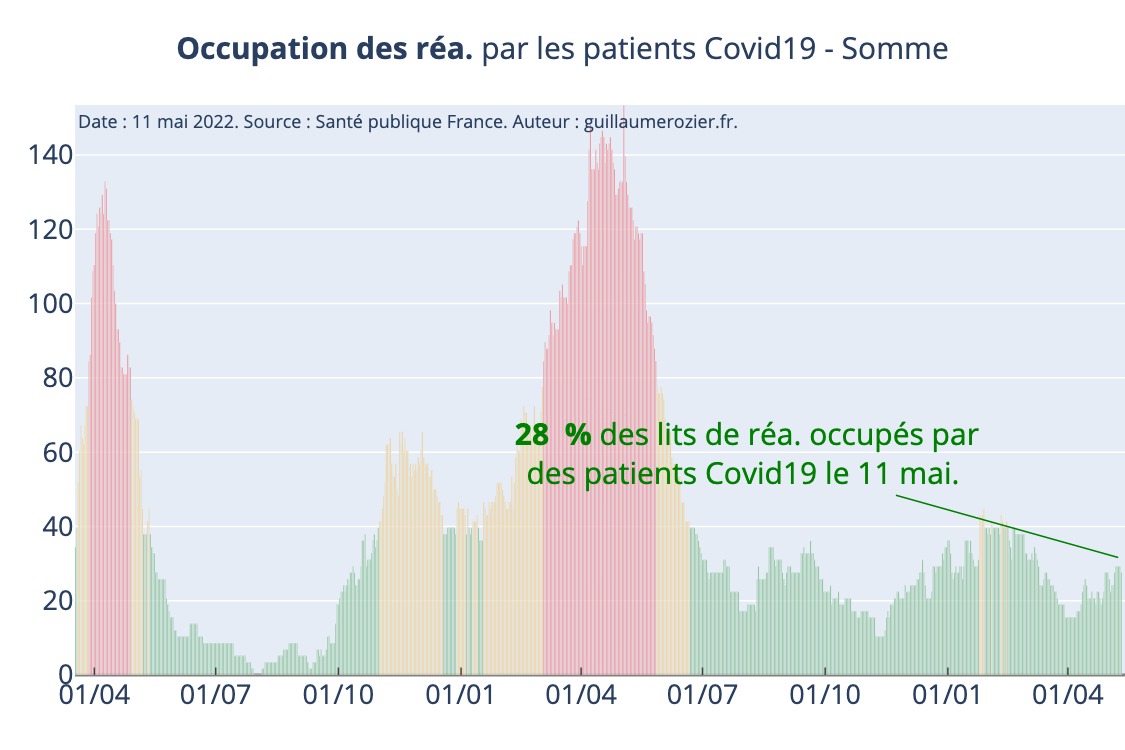 Occupation des réa. par les patients Covid19 - Somme
Date : 11 mai 2022. Source : Santé publique France. Auteur : guillaumerozier.fr.
140
120
100
80
60
40
20
0
28  % des lits de réa. occupés par
des patients Covid19 le 11 mai.
01/04 01/07 01/10 01/01 01/04 01/07 01/10 01/01 01/04